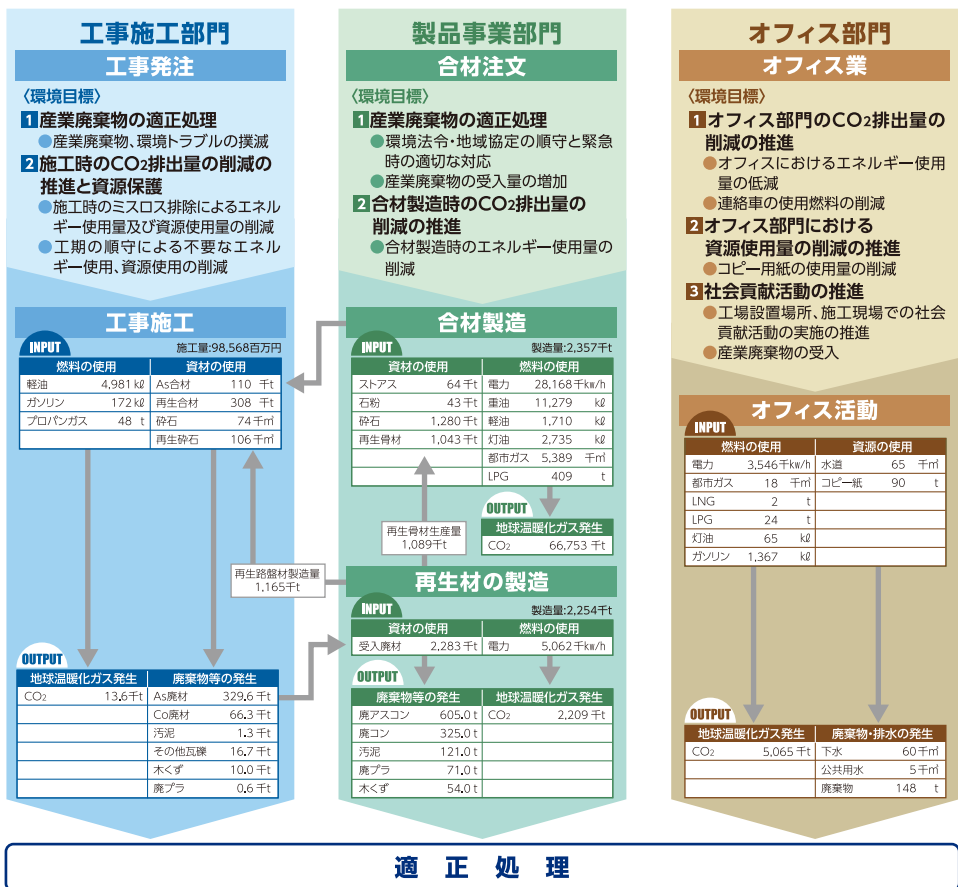 工事施工部門
工事発注
〈環境目標〉
1 産業廃棄物の適正処理
●産業廃棄物、環境トラブルの撲滅
2 施工時のCO₂排出量の削減の
推進と資源保護
●施工時のミスロス排除によるエネル
ギー使用量及び資源使用量の削減
●工期の順守による不要なエネル
ギー使用、資源使用の削減
工事施工
INPUT
施工量:98,568百万円
燃料の使用 資材の使用
軽油 4,981 kℓ As合材 110 千t
ガソリン 172 kℓ 再生合材 308 千t
プロパンガス 48 t 砕石 74 千㎥
再生砕石 106 千㎥
再生路盤材製造量
1,165千t
OUTPUT
地球温暖化ガス発生 廃棄物等の発生
CO₂ 13.6千t As廃材 329.6 千t
Co廃材 66.3 千t
汚泥 1.3 千t
その他瓦礫 16.7 千t
木くず 10.0 千t
廃プラ 0.6 千t
製品事業部門
合材注文
〈環境目標〉
1 産業廃棄物の適正処理
●環境法令・地域協定の順守と緊急
時の適切な対応
●産業廃棄物の受入量の増加
2 合材製造時のCO₂排出量の
削減の推進
●合材製造時のエネルギー使用量の
削減
合材製造
INPUT
製造量:2,357千t
資材の使用 燃料の使用
ストアス 64 千t 電力 28,168 千kw/h
石粉 43 千t 重油 11,279 kℓ
砕石 1,280 千t 軽油 1,710 kℓ
再生骨材 1,043 千t 灯油 2,735 kℓ
都市ガス 5,389 千㎥
LPG 409 t
OUTPUT
地球温暖化ガス発生
CO₂ 66,753 千t
再生骨材生産量
1,089千t
再生材の製造
INPUT
製造量:2,254千t
資材の使用 燃料の使用
受入廃材 2,283 千t 電力 5,062 千kw/h
OUTPUT
廃棄物等の発生 地球温暖化ガス発生
廃アスコン 605.0 t CO₂ 2,209 千t
廃コン 325.0 t
汚泥 121.0 t
廃プラ 71.0 t
木くず 54.0 t
オフィス部門
オフィス業
〈環境目標〉
1 オフィス部門のCO₂排出量の
削減の推進
●オフィスにおけるエネルギー使用
量の低減
●連絡車の使用燃料の削減
2 オフィス部門における
資源使用量の削減の推進
●コピー用紙の使用量の削減
3 社会貢献活動の推進
●工場設置場所、施工現場での社会
貢献活動の実施の推進
●産業廃棄物の受入
オフィス活動
INPUT
燃料の使用 資源の使用
電力 3,546 千kw/h 水道 65 千㎥
都市ガス 18 千㎥ コピー紙 90 t
LNG 2 t
LPG 24 t
灯油 65 kℓ
ガソリン 1,367 kℓ
OUTPUT
地球温暖化ガス発生 廃棄物・排水の発生
CO₂ 5,065 千t 下水 60 千㎥
公共用水 5 千㎥
廃棄物 148 t
適正処理